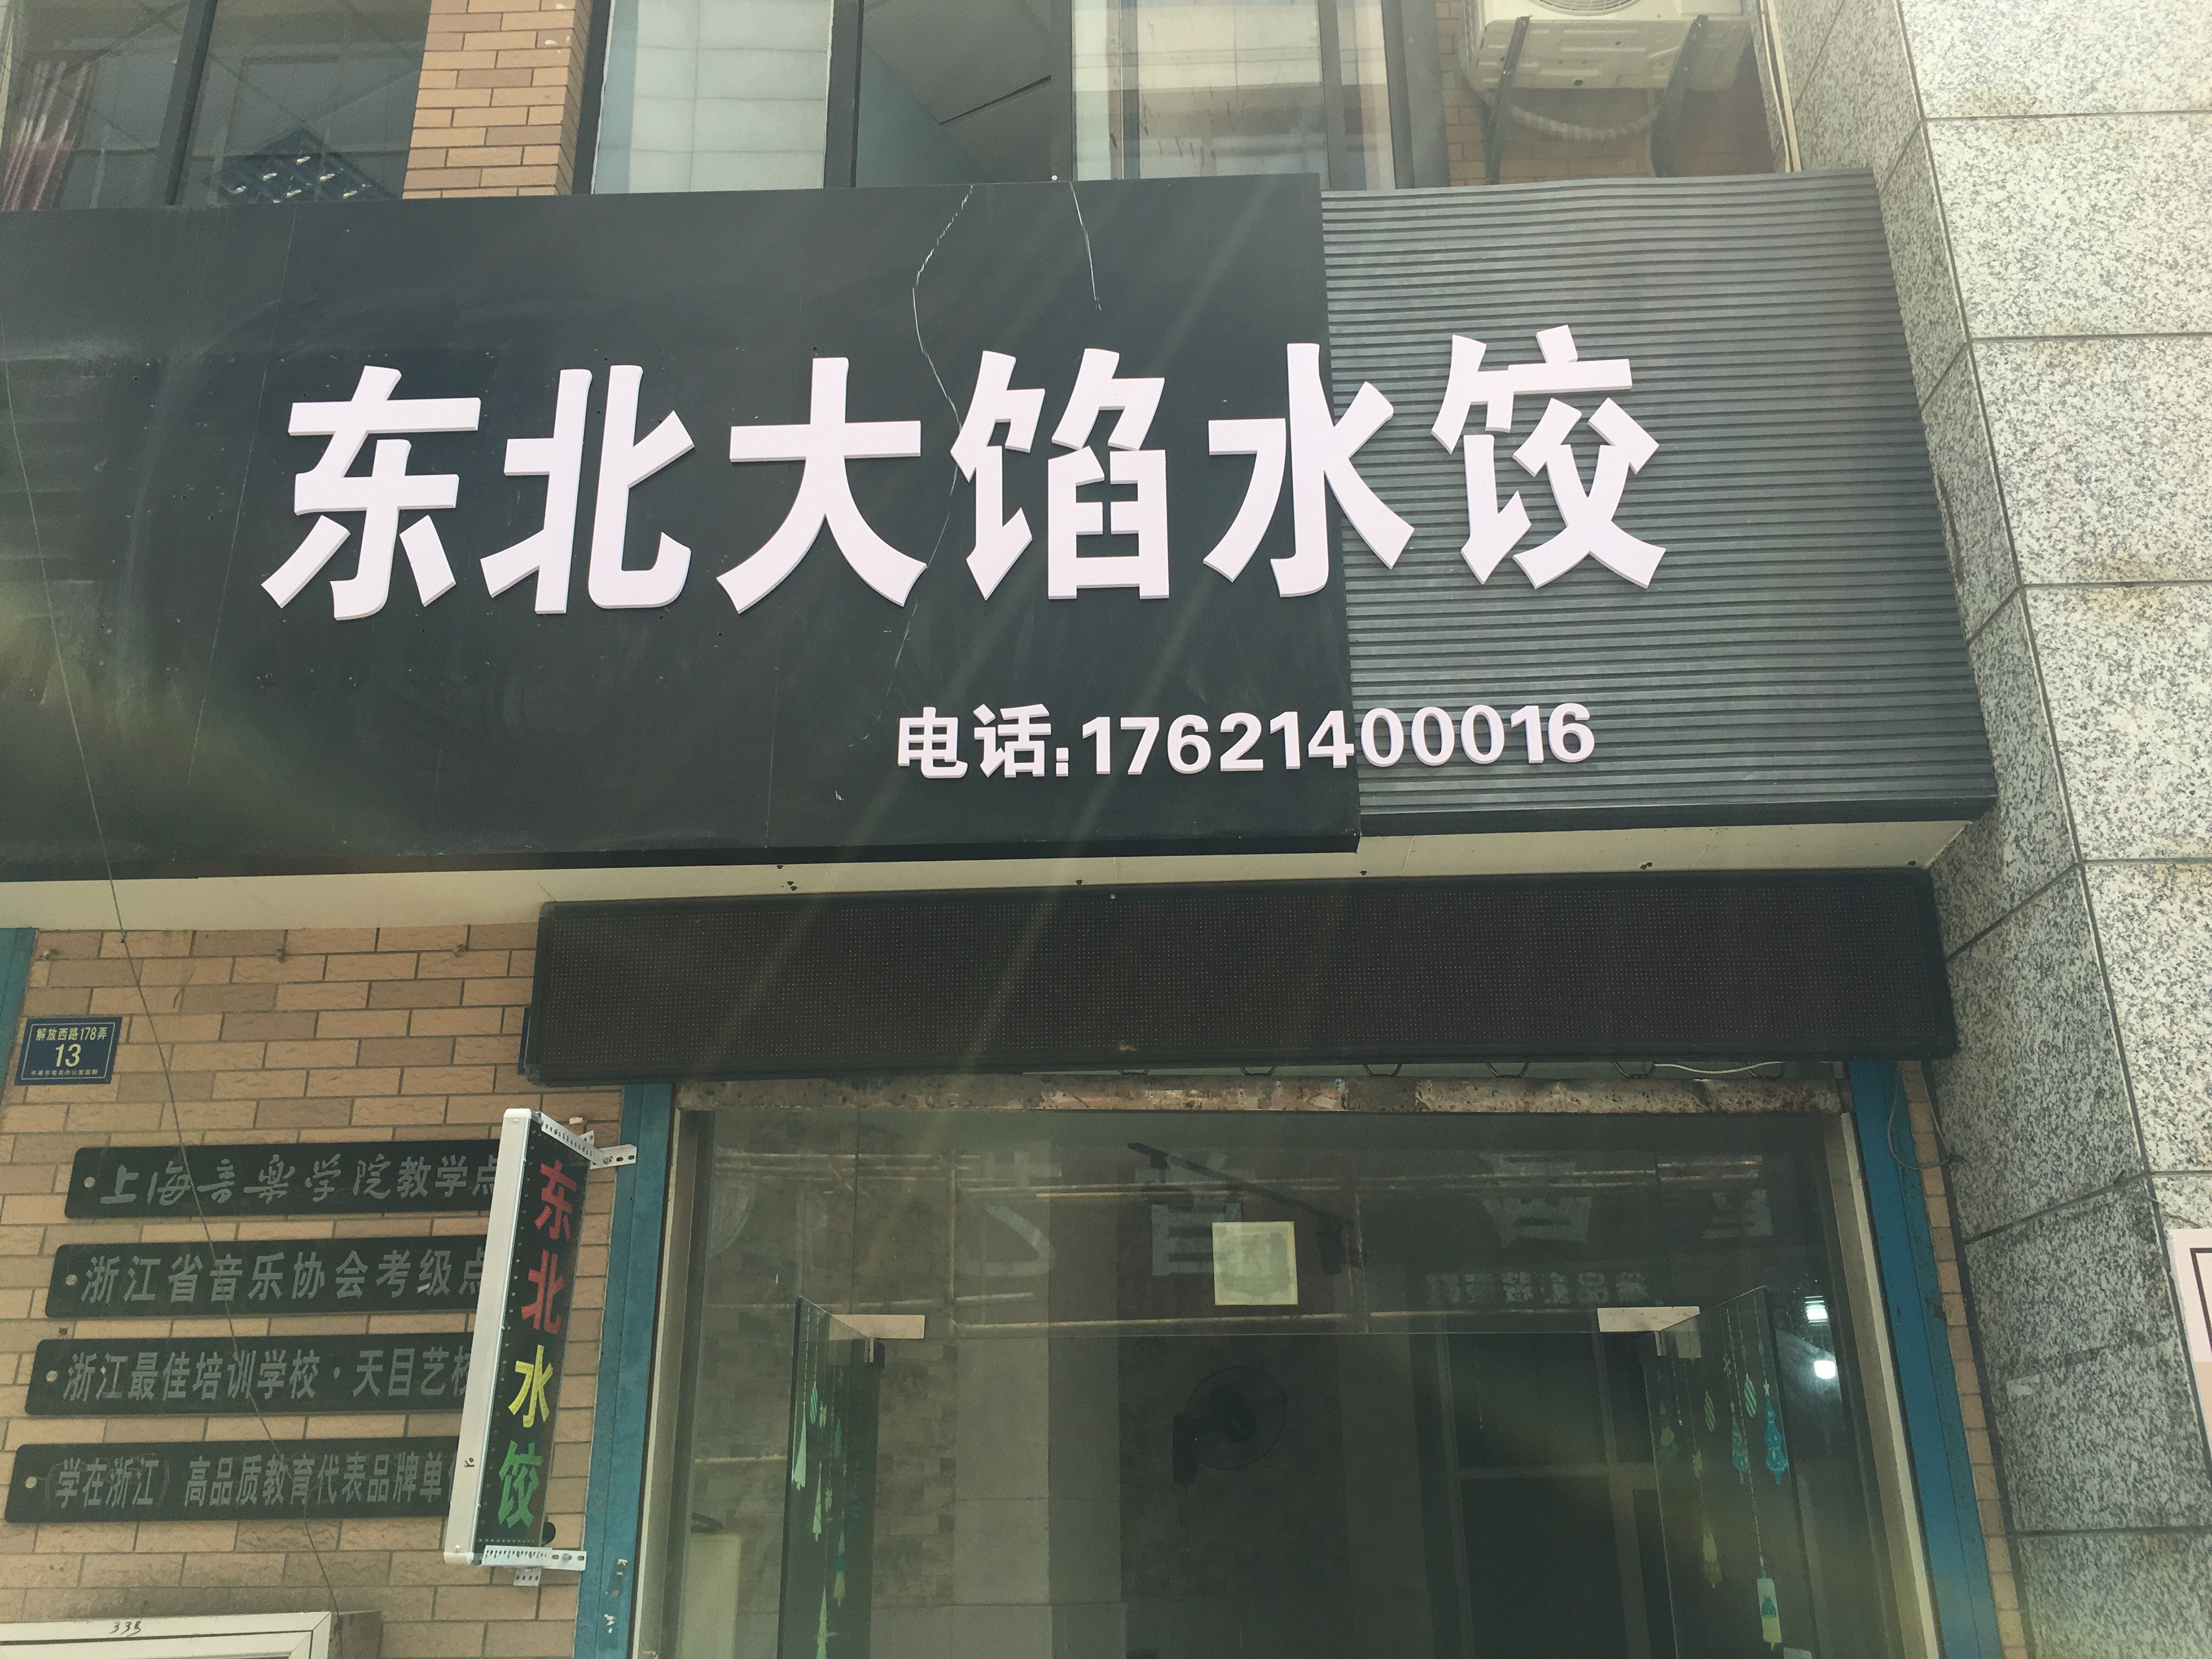 东北大馅水饺
电话:17621400016
解放西路178弄
13
上海音乐学院教学点
浙江省音乐协会考级点
浙江最佳培训学校·天目艺校
《学在浙江》高品质教育代表品牌单
东北水饺
335